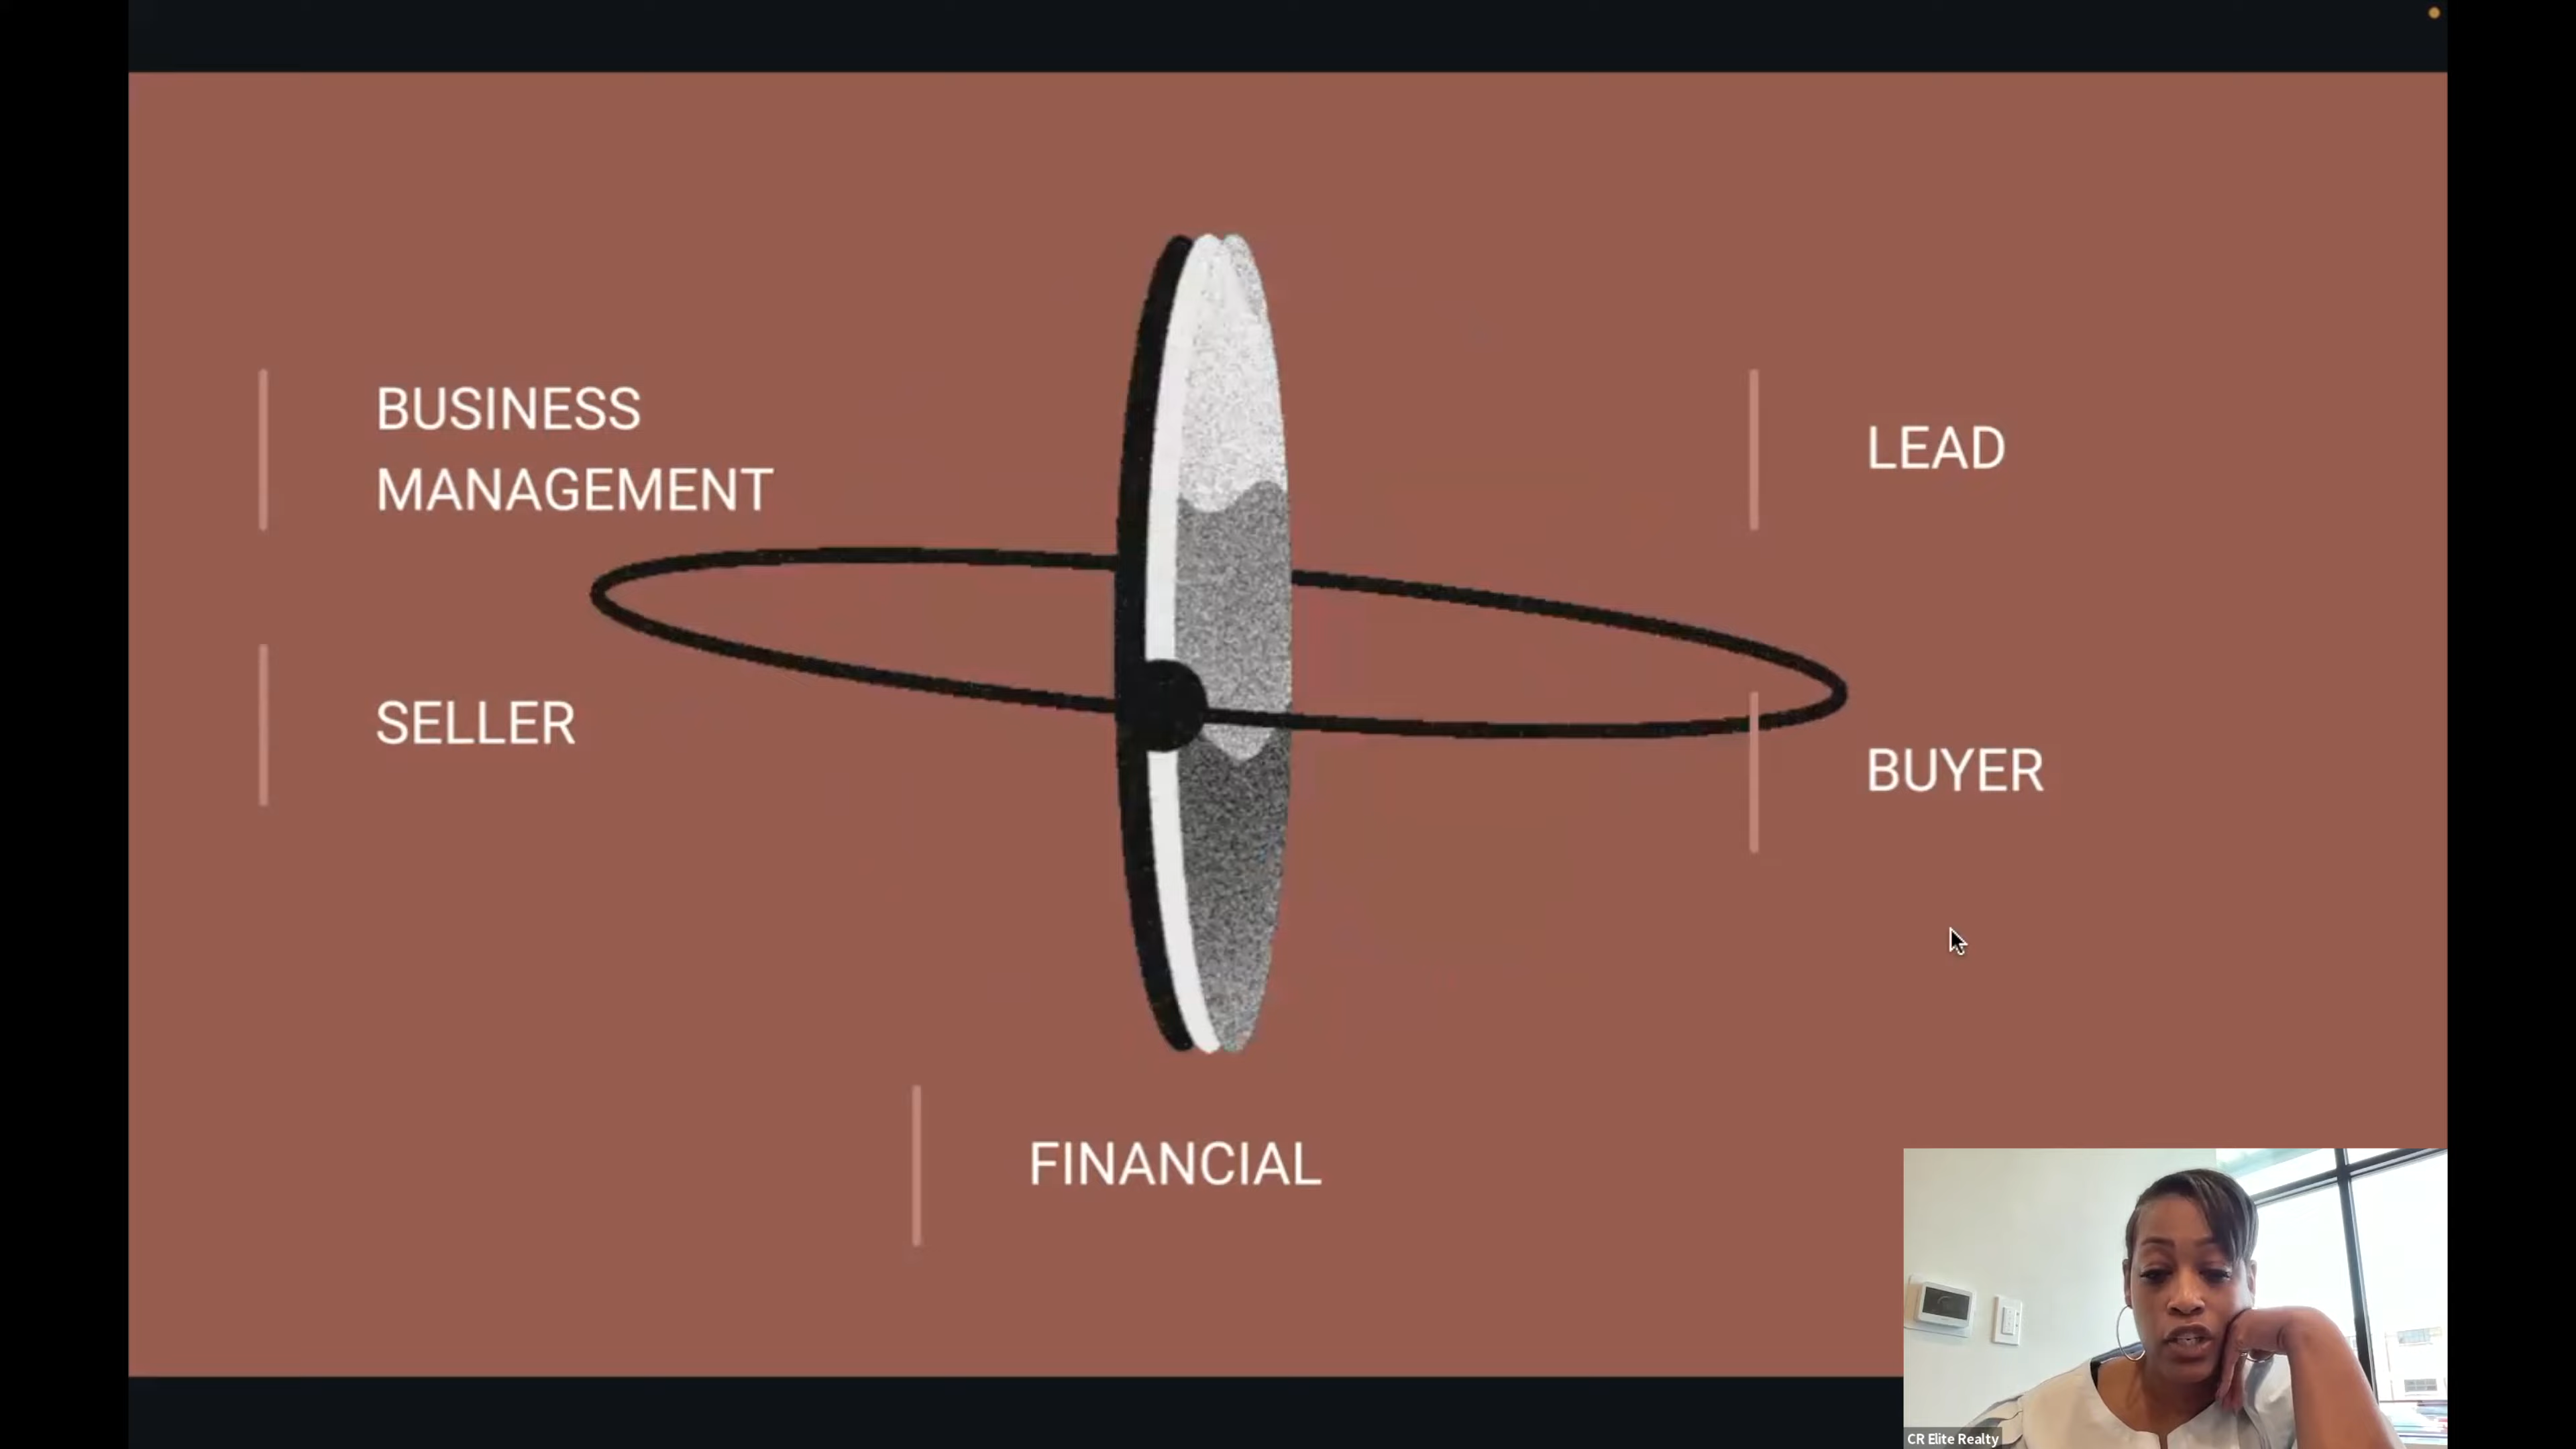 BUSINESS
MANAGEMENT
LEAD
SELLER
BUYER
FINANCIAL
CR Elite Realty